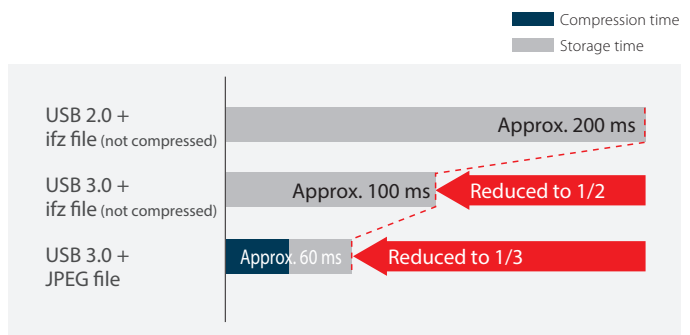 Compression time
Storage time
USB 2.0 +
ifz file (not compressed)
Approx. 200 ms
USB 3.0 +
ifz file (not compressed)
Approx. 100 ms
Reduced to 1/2
USB 3.0 +
JPEG file
Approx. 60 ms
Reduced to 1/3